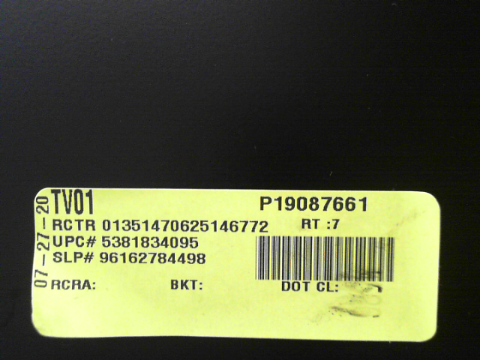 07-27-20
TV01 P19087661
RCTR 01351470625146772 RT :7
UPC# 5381834095
SLP# 96162784498
RCRA: BKT: DOT CL: